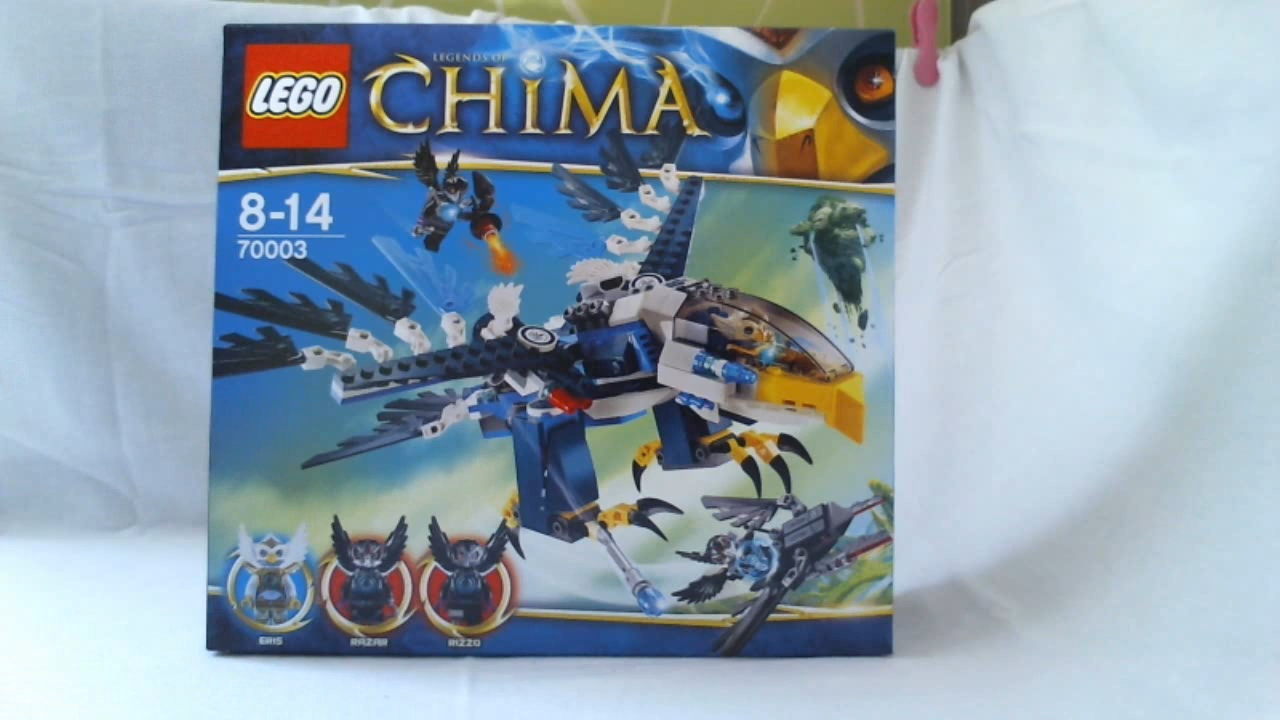 LEGO
LEGENDS OF
CHiMA
8-14
70003
ERIS
RAZAR
RIZZO